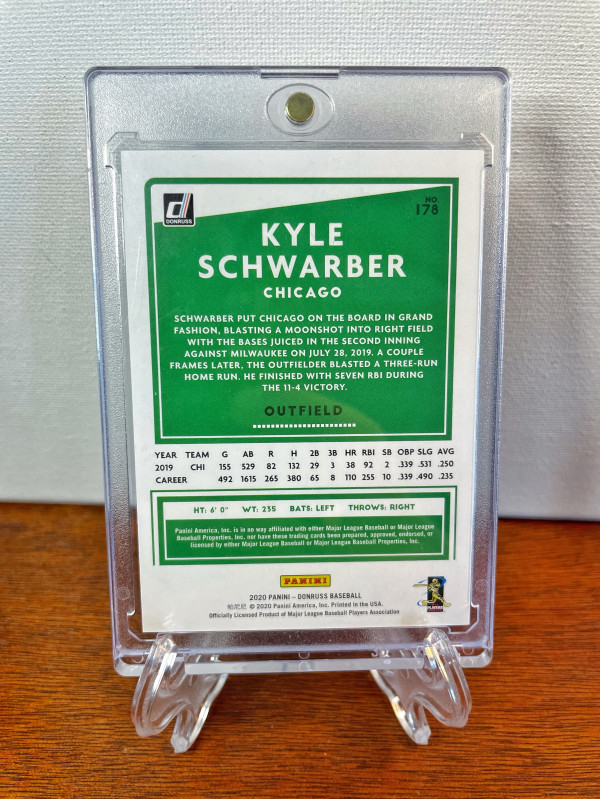 DONRUSS
NO.
178
KYLE
SCHWARBER
CHICAGO
SCHWARBER PUT CHICAGO ON THE BOARD IN GRAND
FASHION, BLASTING A MOONSHOT INTO RIGHT FIELD
WITH THE BASES JUICED IN THE SECOND INNING
AGAINST MILWAUKEE ON JULY 28, 2019. A COUPLE
FRAMES LATER, THE OUTFIELDER BLASTED A THREE-RUN
HOME RUN. HE FINISHED WITH SEVEN RBI DURING
THE 11-4 VICTORY.
OUTFIELD
YEAR TEAM G AB R H 2B 3B HR RBI SB OBP SLG AVG
2019 CHI 155 529 82 132 29 3 38 92 2 .339 .531 .250
CAREER 492 1615 265 380 65 8 110 255 10 .339 .490 .235
HT: 6' 0" WT: 235 BATS: LEFT THROWS: RIGHT
Panini America, Inc. is in no way affiliated with either Major League Baseball or Major League
Baseball Properties, Inc. nor have these trading cards been prepared, approved, endorsed, or
licensed by either Major League Baseball or Major League Baseball Properties, Inc.
PANINI
2020 PANINI – DONRUSS BASEBALL
帕尼尼 © 2020 Panini America, Inc. Printed in the USA.
Officially Licensed Product of Major League Baseball Players Association
PLAYERS